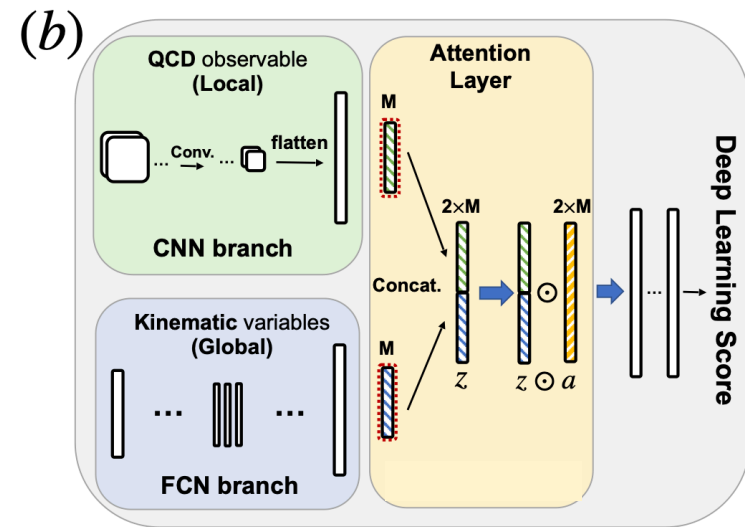 (b)
QCD observable
(Local)
... Conv. ... flatten
CNN branch
Kinematic variables
(Global)
... ...
FCN branch
Attention
Layer
M
2×M 2×M
Concat.
M
⊙
z z ⊙ a
...
Deep Learning Score